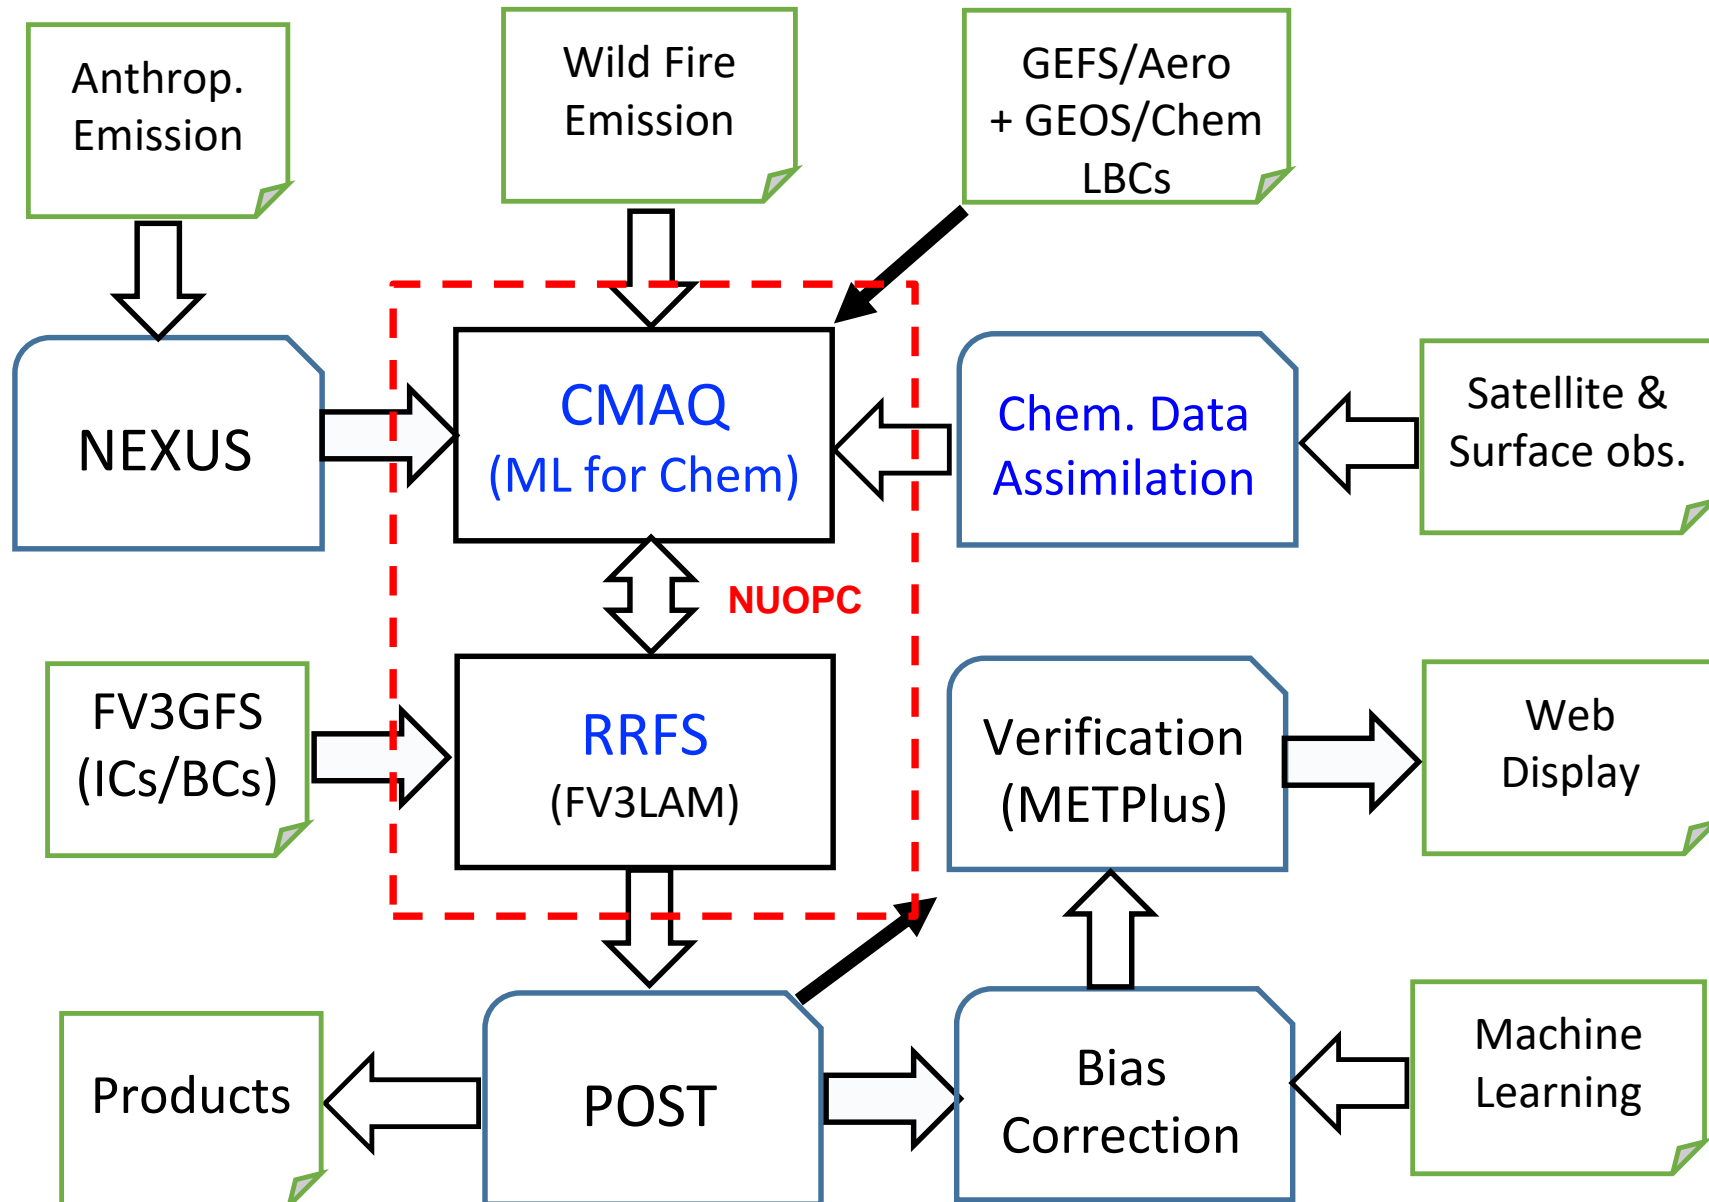 Anthrop.
Emission
Wild Fire
Emission
GEFS/Aero
+ GEOS/Chem
LBCs
NEXUS
CMAQ
(ML for Chem)
Chem. Data
Assimilation
Satellite &
Surface obs.
NUOPC
FV3GFS
(ICs/BCs)
RRFS
(FV3LAM)
Verification
(METPlus)
Web
Display
Products
POST
Bias
Correction
Machine
Learning